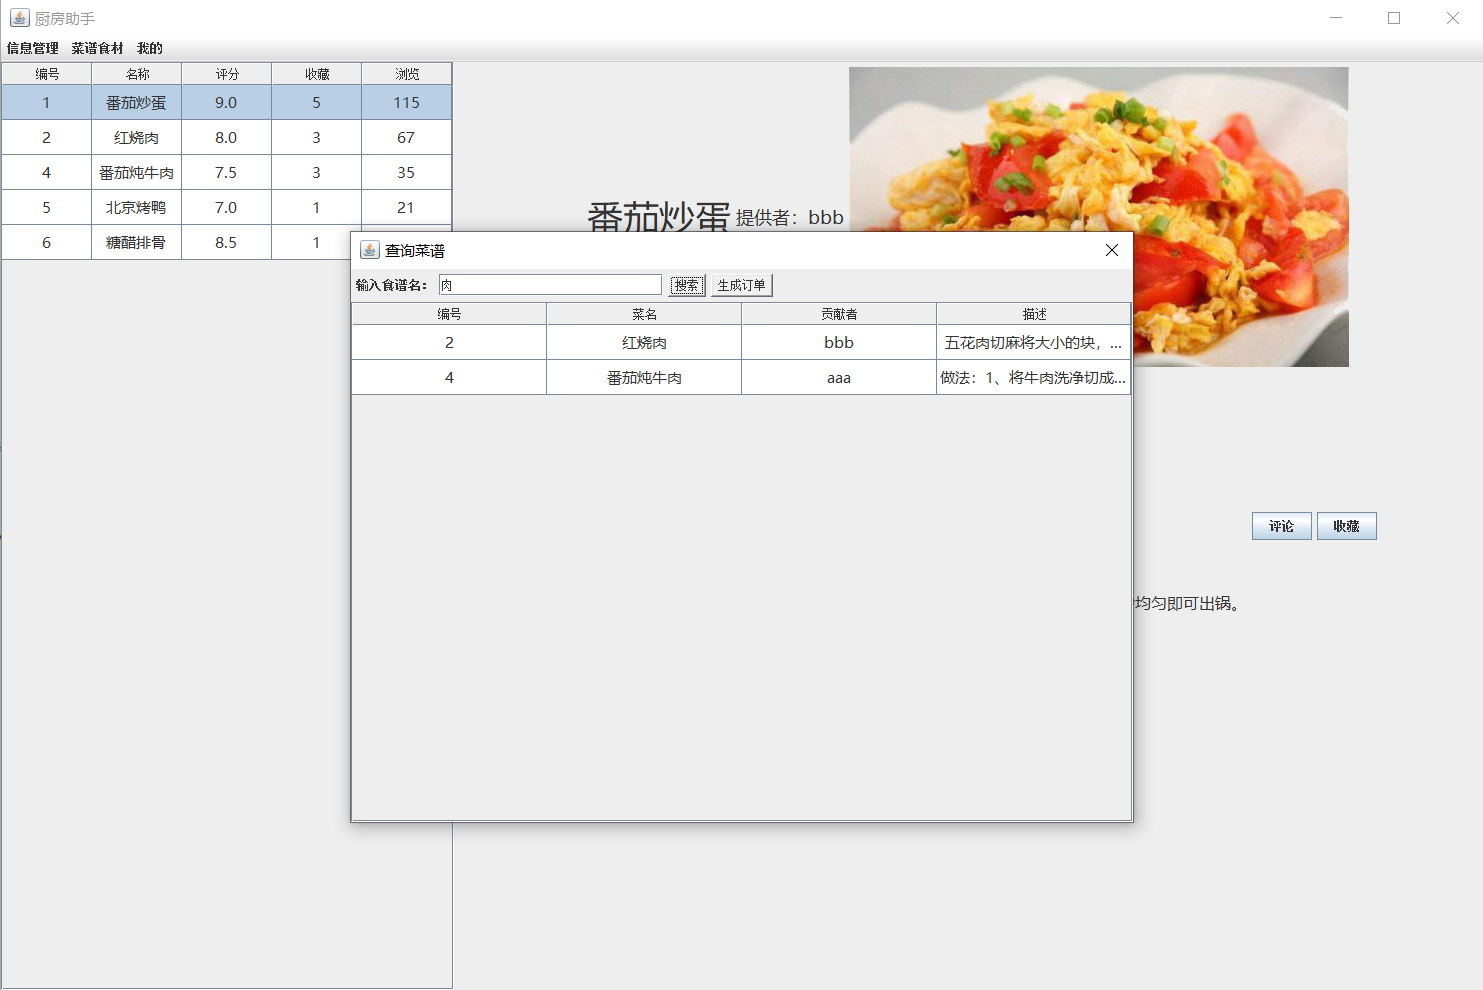 厨房助手
信息管理 菜谱食材 我的
编号 名称 评分 收藏 浏览
1 番茄炒蛋 9.0 5 115
2 红烧肉 8.0 3 67
4 番茄炖牛肉 7.5 3 35
5 北京烤鸭 7.0 1 21
6 糖醋排骨 8.5 1
番茄炒蛋 提供者：bbb
查询菜谱
输入食谱名： 肉 搜索 生成订单
编号 菜名 贡献者 描述
2 红烧肉 bbb 五花肉切麻将大小的块，...
4 番茄炖牛肉 aaa 做法：1、将牛肉洗净切成...
评论 收藏
均匀即可出锅。